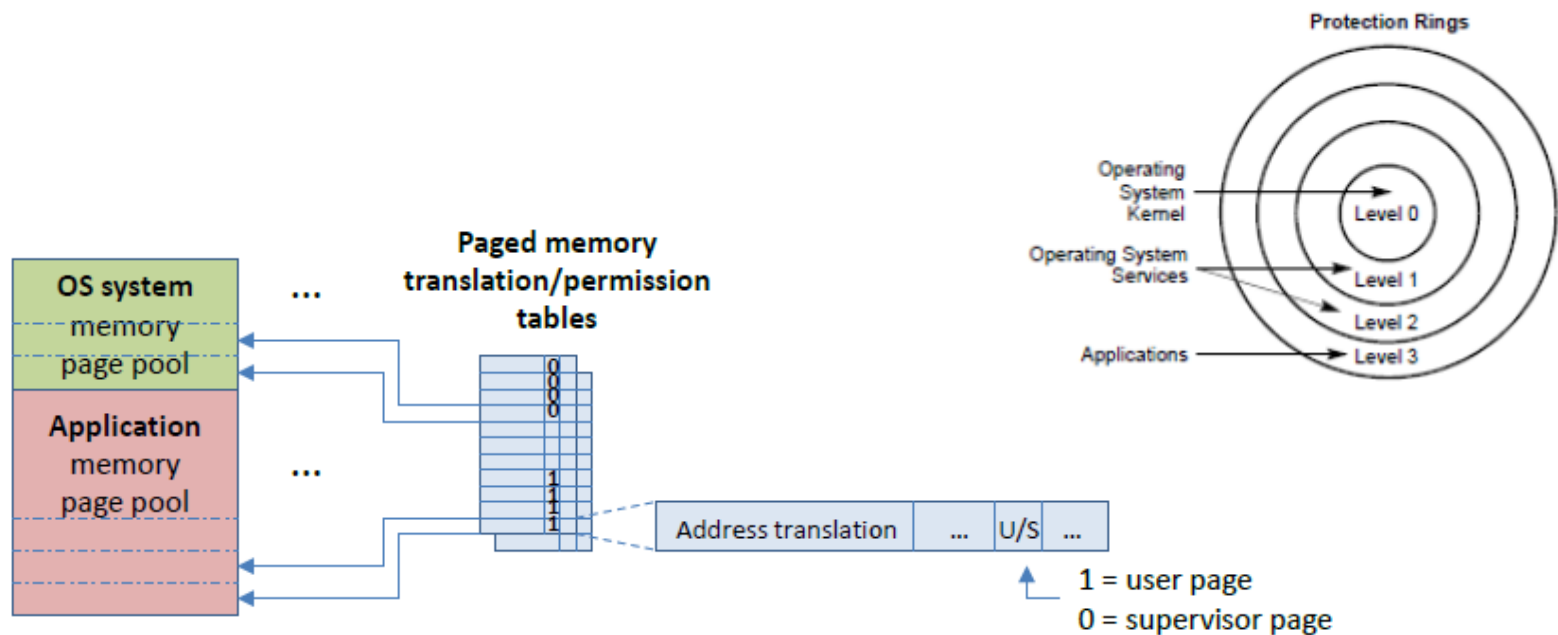 Protection Rings
Operating
System
Kernel
Level 0
Operating System
Services
Level 1
Level 2
Applications
Level 3
Paged memory
translation/permission
tables
OS system
memory
page pool
...
Application
memory
page pool
...
0
0
0
0
1
1
1
1
Address translation
...
U/S
...
1 = user page
0 = supervisor page